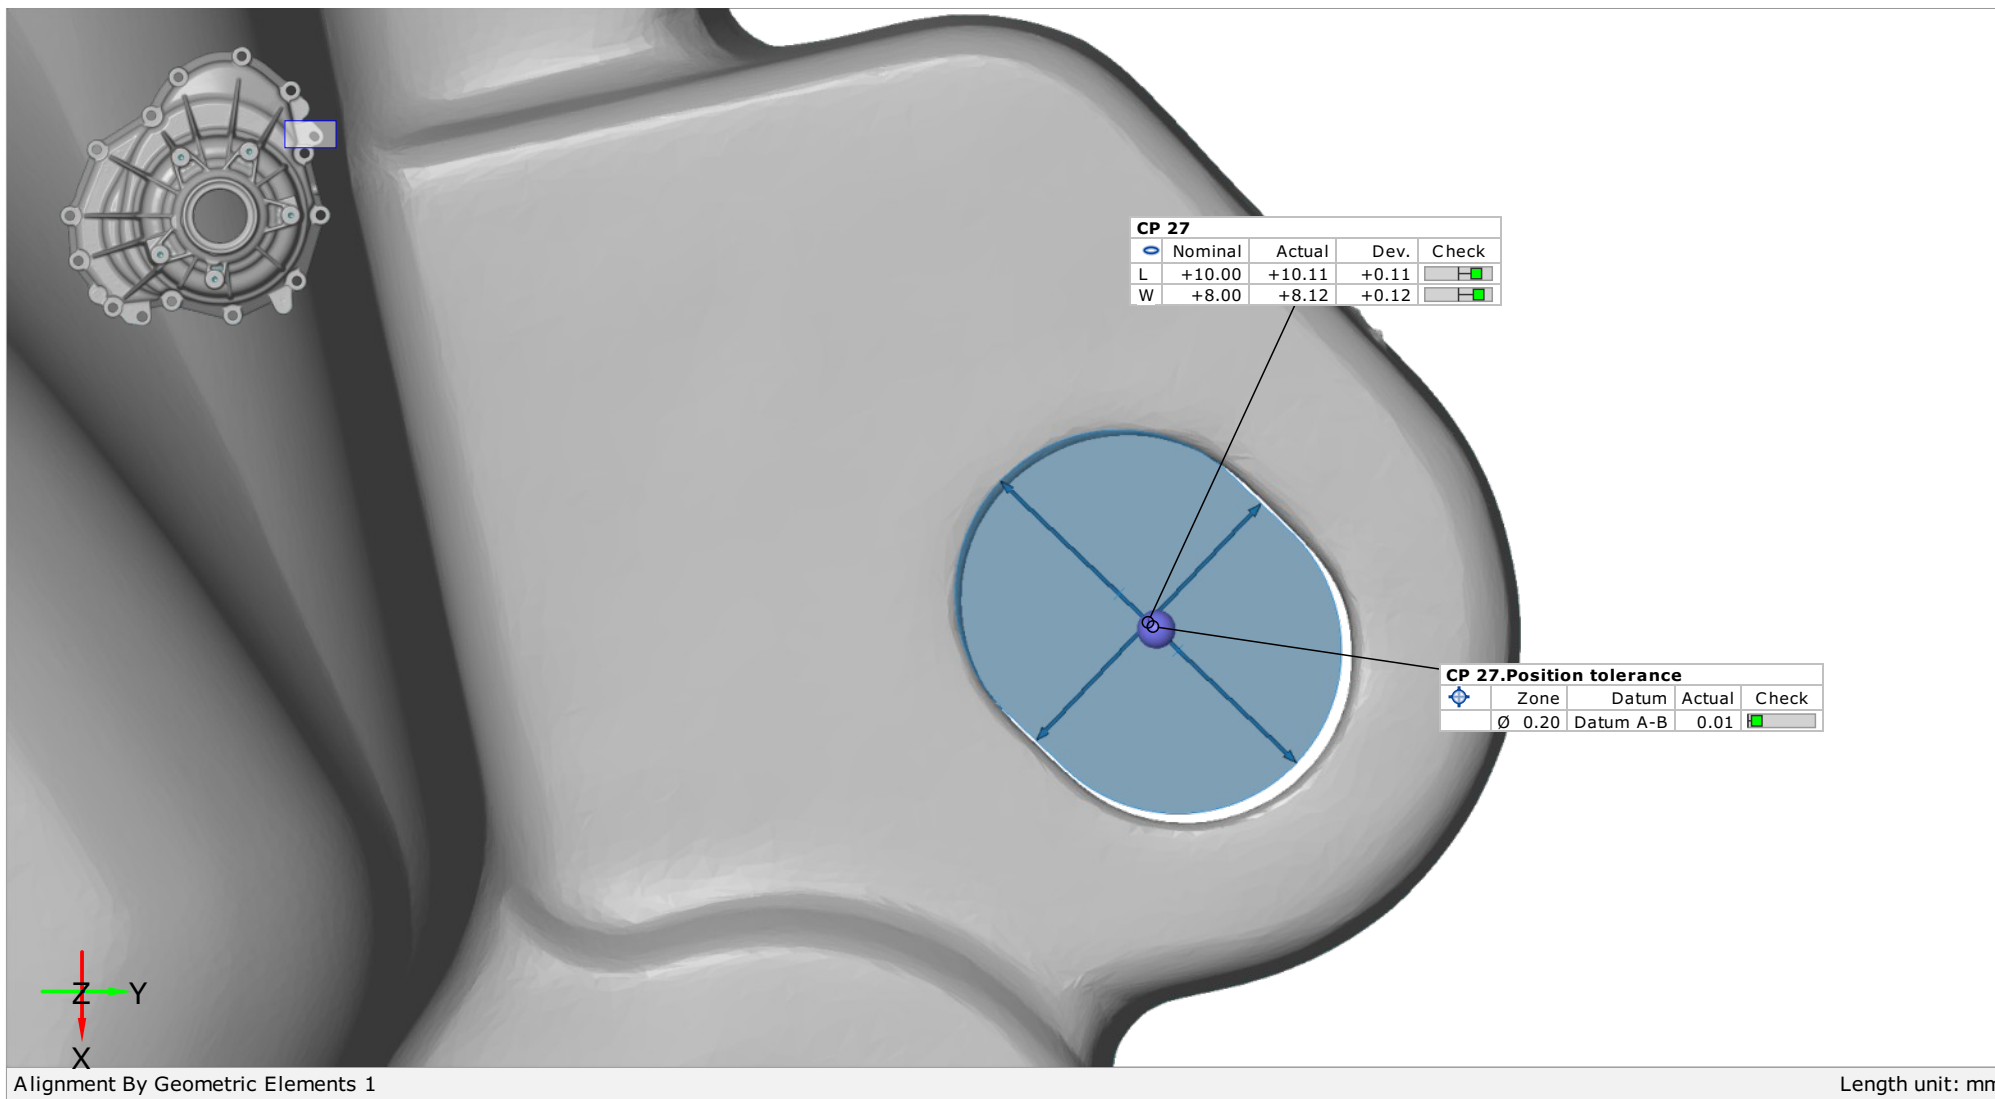 CP 27
Nominal Actual Dev. Check
L +10.00 +10.11 +0.11
W +8.00 +8.12 +0.12
CP 27.Position tolerance
Zone Datum Actual Check
Ø 0.20 Datum A-B 0.01
Z Y
X
Alignment By Geometric Elements 1
Length unit: mm